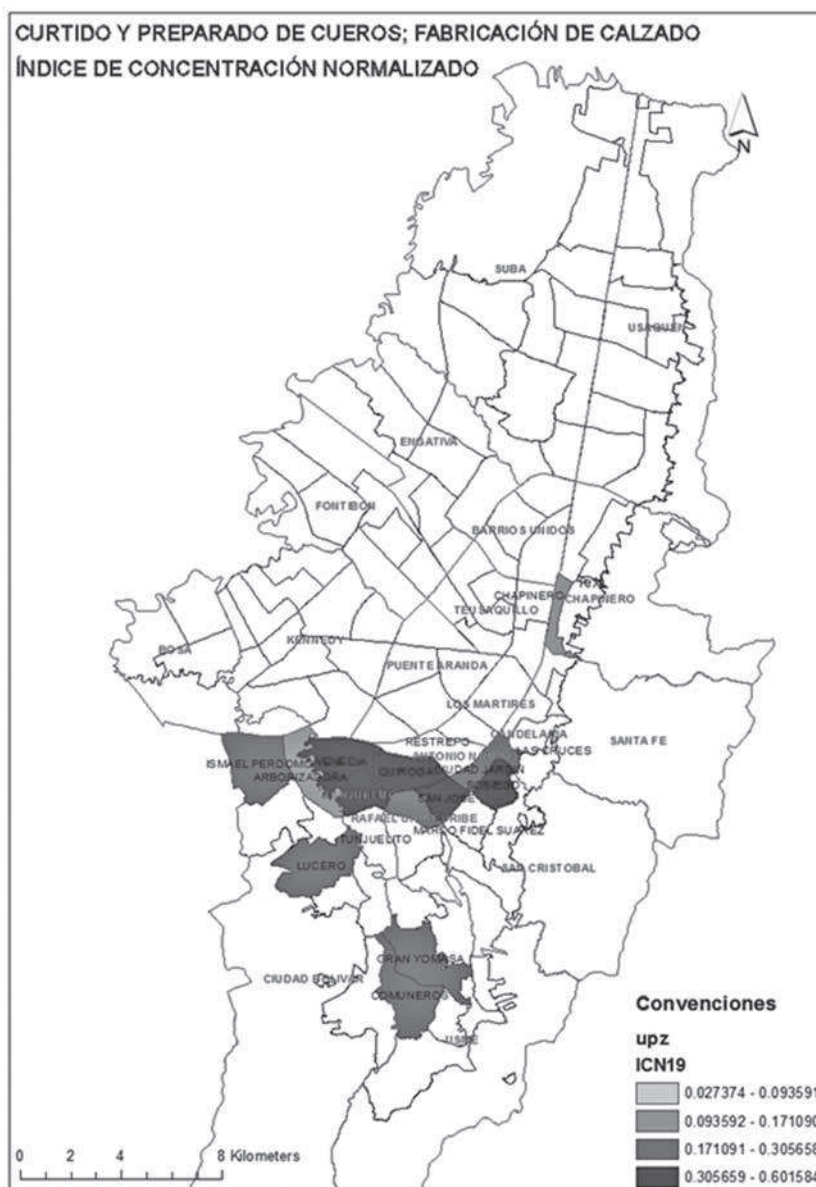 CURTIDO Y PREPARADO DE CUEROS; FABRICACIÓN DE CALZADO
ÍNDICE DE CONCENTRACIÓN NORMALIZADO
N
SUBA
USAQUEN
ENGATIVA
FONTIBON
BARRIOS UNIDOS
CHAPINERO
CHAPINERO
TEUSAQUILLO
BOSA
KENNEDY
PUENTE ARANDA
LOS MARTIRES
SANTA FE
CANDELARIA
RESTREPO
LAS CRUCES
ISMAEL PERDOMO
VENECIA
QUIROGA
CIUDAD JARDIN
ARBORIZADORA
SOSIEGO
SAN JOSE
MARCO FIDEL SUAREZ
TUNJUELITO
LUCERO
SAN CRISTOBAL
GRAN YOMASA
CIUDAD BOLIVAR
COMUNEROS
USME
Convenciones
upz
ICN19
0.027374 - 0.093591
0.093592 - 0.171090
0.171091 - 0.305658
0.305659 - 0.601584
0 2 4 8 Kilometers